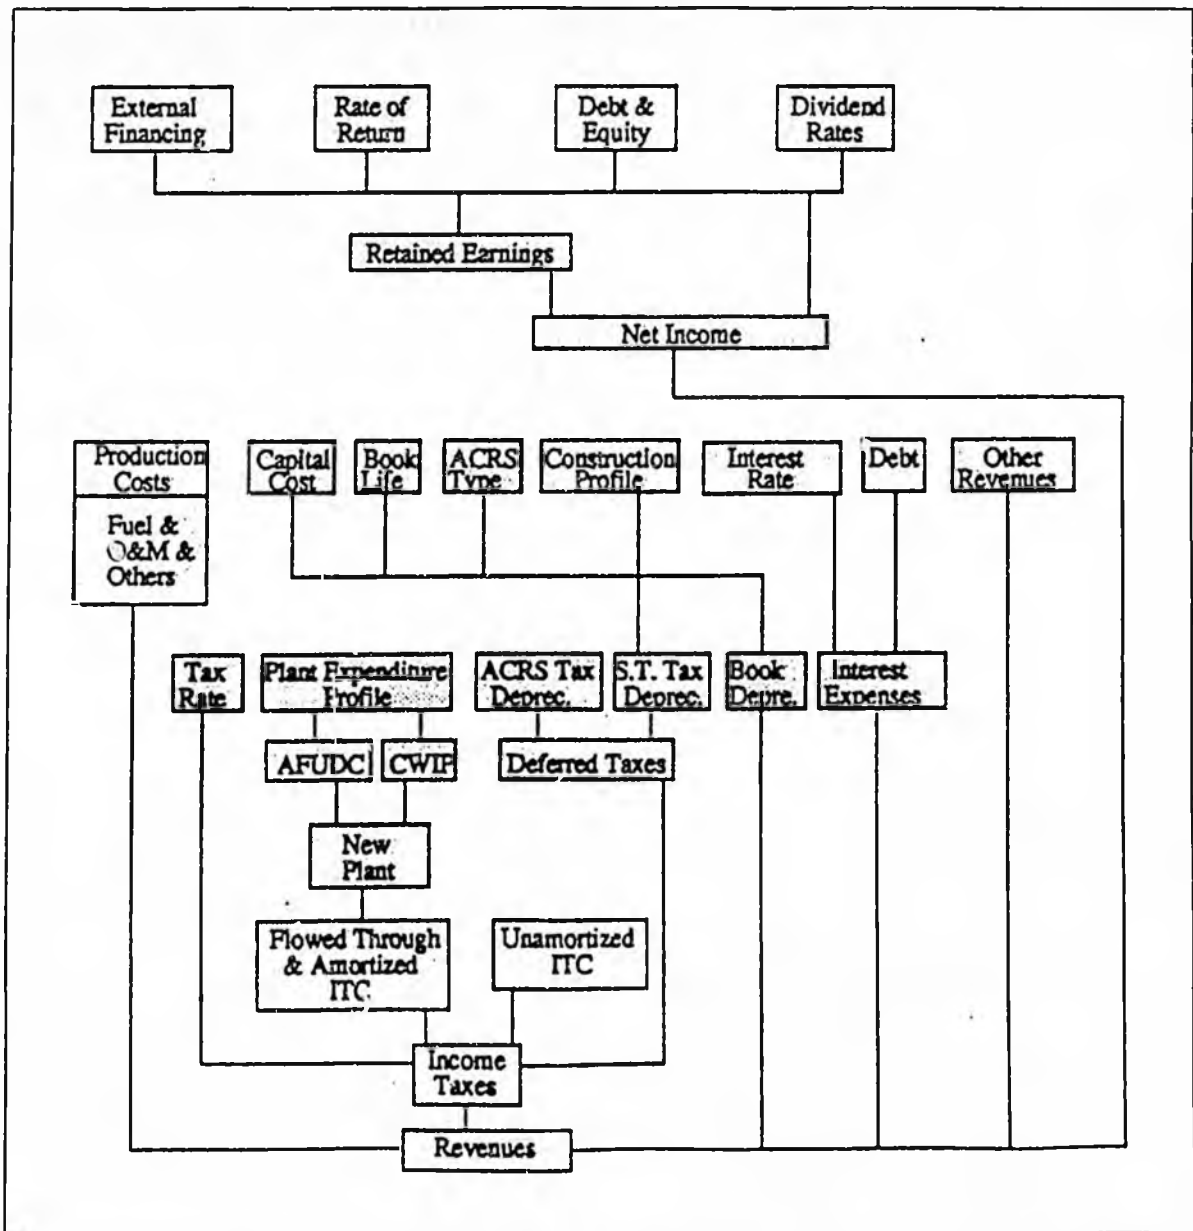 External
Financing
Rate of
Return
Debt &
Equity
Dividend
Rates
Retained Earnings
Net Income
Production
Costs
Fuel &
O&M &
Others
Capital
Cost
Book
Life
ACRS
Type
Construction
Profile
Interest
Rate
Debt
Other
Revenues
Tax
Rate
Plant Expenditure
Profile
ACRS Tax
Deprec.
S.T. Tax
Deprec.
Book
Depre.
Interest
Expenses
AFUDC
CWIP
Deferred Taxes
New
Plant
Flowed Through
& Amortized
ITC
Unamortized
ITC
Income
Taxes
Revenues